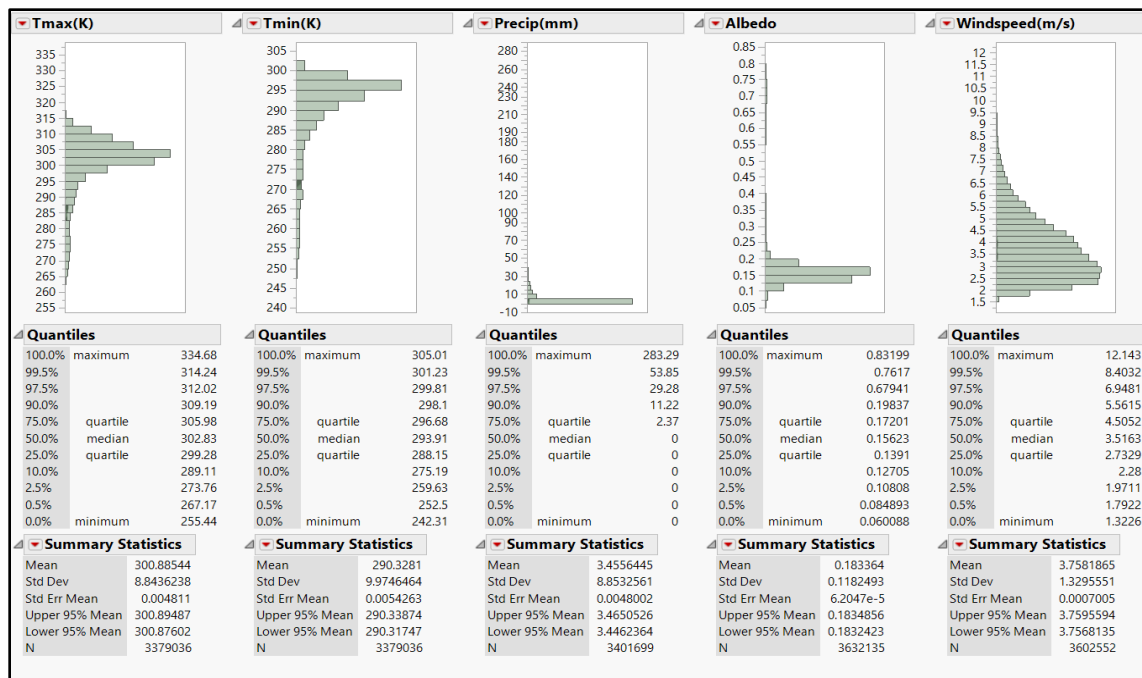 Tmax(K)
335
330
325
320
315
310
305
300
295
290
285
280
275
270
265
260
255
Quantiles
100.0% maximum 334.68
99.5% 314.24
97.5% 312.02
90.0% 309.19
75.0% quartile 305.98
50.0% median 302.83
25.0% quartile 299.28
10.0% 289.11
2.5% 273.76
0.5% 267.17
0.0% minimum 255.44
Summary Statistics
Mean 300.88544
Std Dev 8.8436238
Std Err Mean 0.004811
Upper 95% Mean 300.89487
Lower 95% Mean 300.87602
N 3379036
Tmin(K)
305
300
295
290
285
280
275
270
265
260
255
250
245
240
Quantiles
100.0% maximum 305.01
99.5% 301.23
97.5% 299.81
90.0% 298.1
75.0% quartile 296.68
50.0% median 293.91
25.0% quartile 288.15
10.0% 275.19
2.5% 259.63
0.5% 252.5
0.0% minimum 242.31
Summary Statistics
Mean 290.3281
Std Dev 9.9746464
Std Err Mean 0.0054263
Upper 95% Mean 290.33874
Lower 95% Mean 290.31747
N 3379036
Precip(mm)
280
260
240
230
210
190
180
160
140
120
100
90
70
50
40
30
10
-10
Quantiles
100.0% maximum 283.29
99.5% 53.85
97.5% 29.28
90.0% 11.22
75.0% quartile 2.37
50.0% median 0
25.0% quartile 0
10.0% 0
2.5% 0
0.5% 0
0.0% minimum 0
Summary Statistics
Mean 3.4556445
Std Dev 8.8532561
Std Err Mean 0.0048002
Upper 95% Mean 3.4650526
Lower 95% Mean 3.4462364
N 3401699
Albedo
0.85
0.8
0.75
0.7
0.65
0.6
0.55
0.5
0.45
0.4
0.35
0.3
0.25
0.2
0.15
0.1
0.05
Quantiles
100.0% maximum 0.83199
99.5% 0.7617
97.5% 0.67941
90.0% 0.19837
75.0% quartile 0.17201
50.0% median 0.15623
25.0% quartile 0.1391
10.0% 0.12705
2.5% 0.10808
0.5% 0.084893
0.0% minimum 0.060088
Summary Statistics
Mean 0.183364
Std Dev 0.1182493
Std Err Mean 6.2047e-5
Upper 95% Mean 0.1834856
Lower 95% Mean 0.1832423
N 3632135
Windspeed(m/s)
12
11.5
11
10.5
10
9.5
9
8.5
8
7.5
7
6.5
6
5.5
5
4.5
4
3.5
3
2.5
2
1.5
Quantiles
100.0% maximum 12.143
99.5% 8.4032
97.5% 6.9481
90.0% 5.5615
75.0% quartile 4.5052
50.0% median 3.5163
25.0% quartile 2.7329
10.0% 2.28
2.5% 1.9711
0.5% 1.7922
0.0% minimum 1.3226
Summary Statistics
Mean 3.7581865
Std Dev 1.3295551
Std Err Mean 0.0007005
Upper 95% Mean 3.7595594
Lower 95% Mean 3.7568135
N 3602552